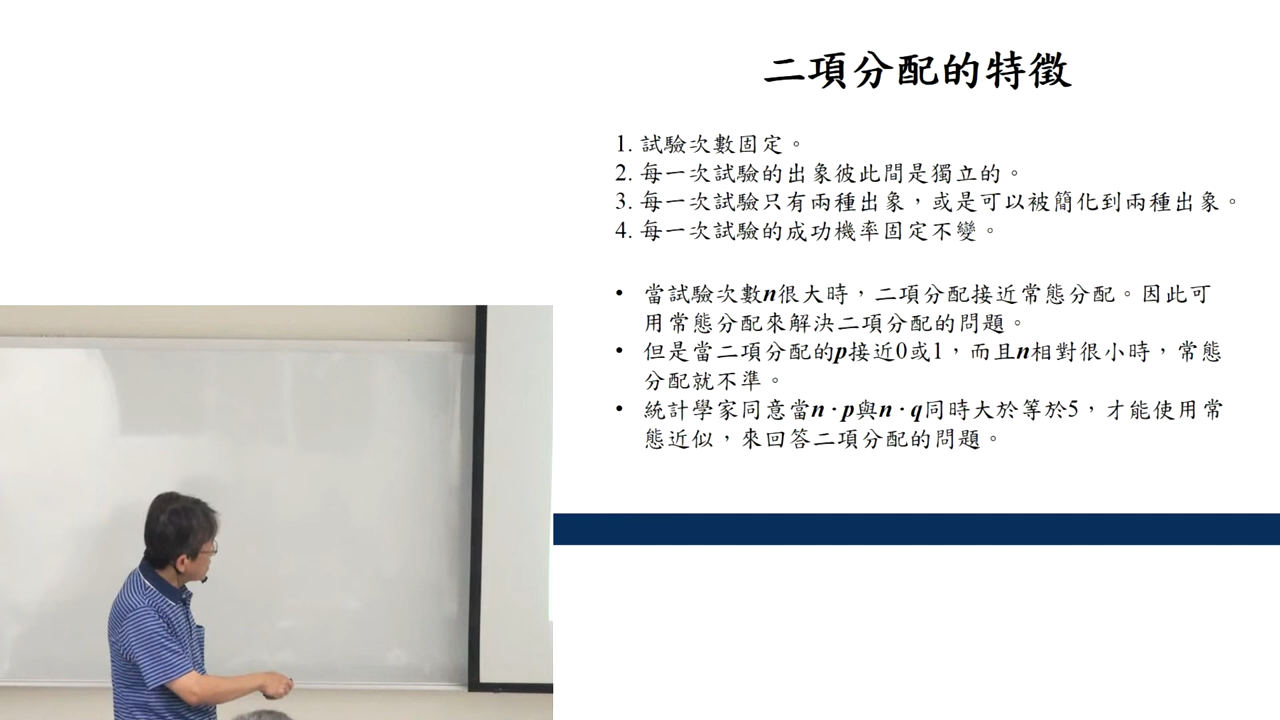 二項分配的特徵
1. 試驗次數固定。
2. 每一次試驗的出象彼此間是獨立的。
3. 每一次試驗只有兩種出象，或是可以被簡化到兩種出象。
4. 每一次試驗的成功機率固定不變。
• 當試驗次數n很大時，二項分配接近常態分配。因此可
用常態分配來解決二項分配的問題。
• 但是當二項分配的p接近0或1，而且n相對很小時，常態
分配就不準。
• 統計學家同意當n · p與n · q同時大於等於5，才能使用常
態近似，來回答二項分配的問題。